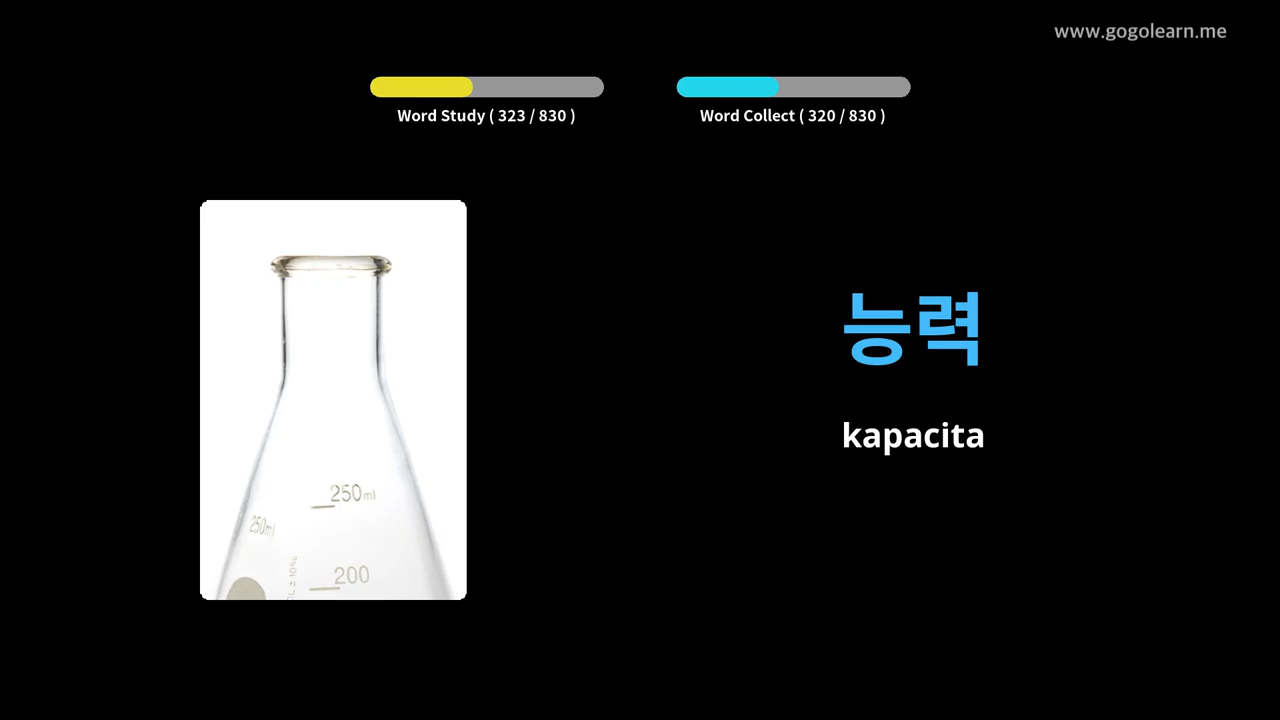 www.gogolearn.me
Word Study ( 323 / 830 )
Word Collect ( 320 / 830 )
250ml
250ml
200
능력
kapacita